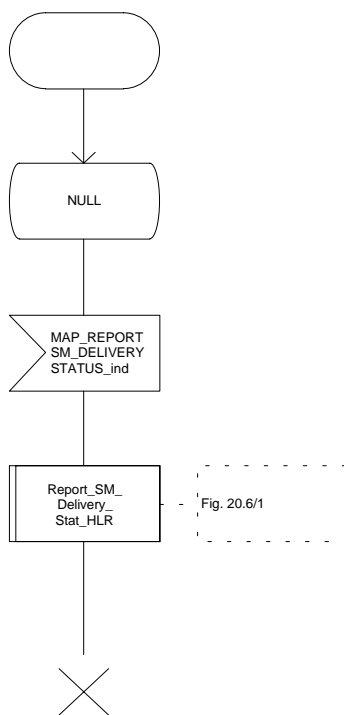 NULL
MAP_REPORT
SM_DELIVERY
STATUS_ind
Report_SM_
Delivery_
Stat_HLR
Fig. 20.6/1